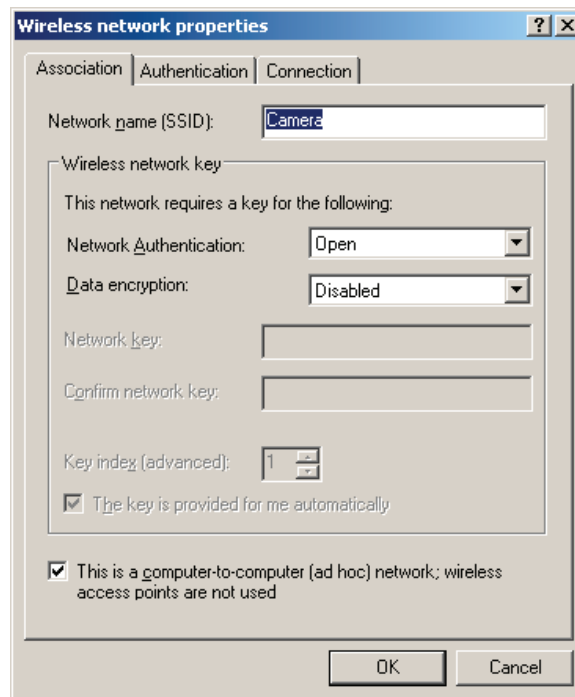 Wireless network properties
Association Authentication Connection
Network name (SSID): Camera
Wireless network key
This network requires a key for the following:
Network Authentication: Open
Data encryption: Disabled
Network key:
Confirm network key:
Key index (advanced): 1
The key is provided for me automatically
This is a computer-to-computer (ad hoc) network; wireless
access points are not used
OK Cancel